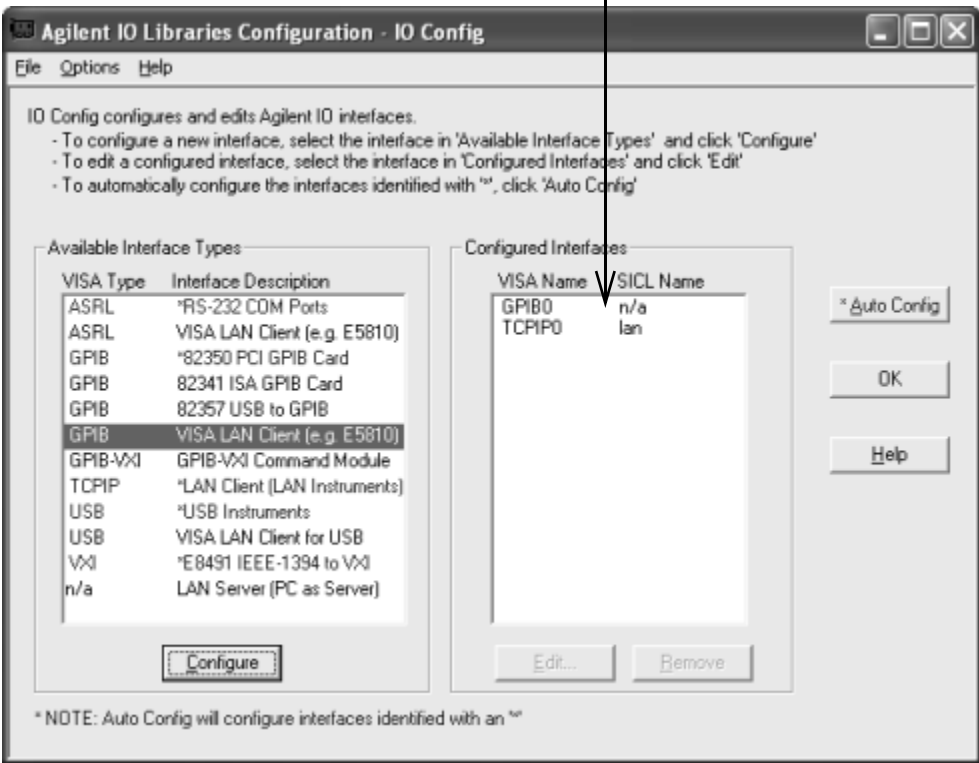 Agilent IO Libraries Configuration - IO Config
File Options Help
IO Config configures and edits Agilent IO interfaces.
- To configure a new interface, select the interface in 'Available Interface Types' and click 'Configure'
- To edit a configured interface, select the interface in 'Configured Interfaces' and click 'Edit'
- To automatically configure the interfaces identified with '*', click 'Auto Config'
Available Interface Types
VISA Type Interface Description
ASRL *RS-232 COM Ports
ASRL VISA LAN Client (e.g. E5810)
GPIB *82350 PCI GPIB Card
GPIB 82341 ISA GPIB Card
GPIB 82357 USB to GPIB
GPIB VISA LAN Client (e.g. E5810)
GPIB-VXI GPIB-VXI Command Module
TCPIP *LAN Client (LAN Instruments)
USB *USB Instruments
USB VISA LAN Client for USB
VXI *E8491 IEEE-1394 to VXI
n/a LAN Server (PC as Server)
Configure
Configured Interfaces
VISA Name SICL Name
GPIB0 n/a
TCPIP0 lan
Edit... Remove
* Auto Config
OK
Help
* NOTE: Auto Config will configure interfaces identified with an '*'